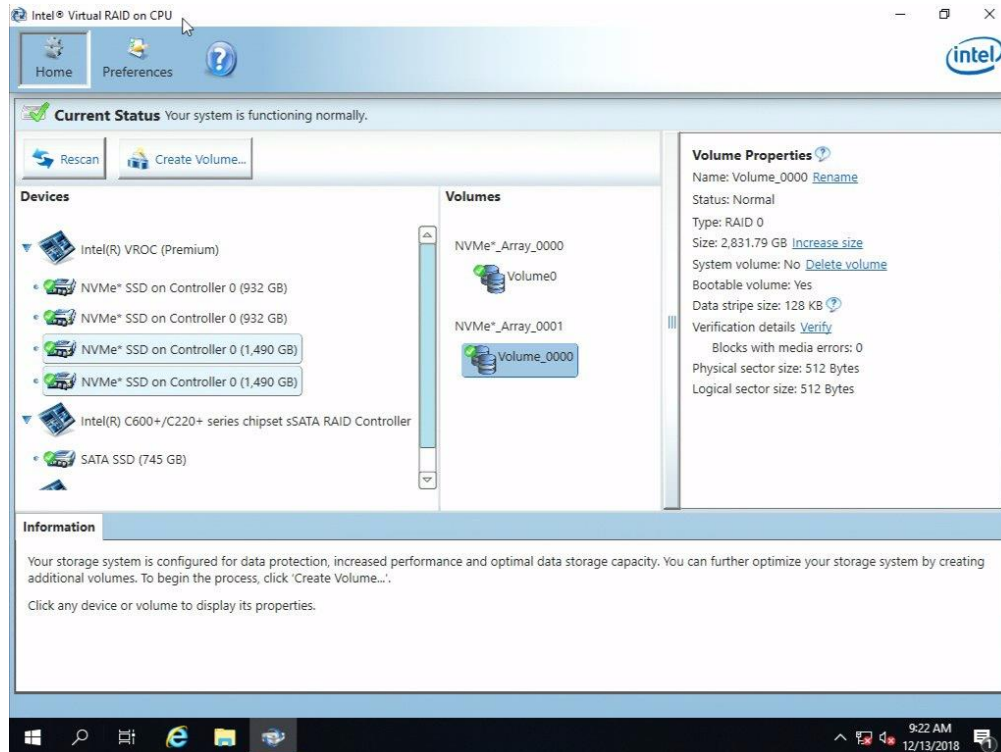 Intel® Virtual RAID on CPU
Home
Preferences
?
intel
Current Status Your system is functioning normally.
Rescan
Create Volume...
Devices
Intel(R) VROC (Premium)
NVMe* SSD on Controller 0 (932 GB)
NVMe* SSD on Controller 0 (932 GB)
NVMe* SSD on Controller 0 (1,490 GB)
NVMe* SSD on Controller 0 (1,490 GB)
Intel(R) C600+/C220+ series chipset sSATA RAID Controller
SATA SSD (745 GB)
Volumes
NVMe*_Array_0000
Volume0
NVMe*_Array_0001
Volume_0000
Volume Properties ?
Name: Volume_0000 Rename
Status: Normal
Type: RAID 0
Size: 2,831.79 GB Increase size
System volume: No Delete volume
Bootable volume: Yes
Data stripe size: 128 KB ?
Verification details Verify
Blocks with media errors: 0
Physical sector size: 512 Bytes
Logical sector size: 512 Bytes
Information
Your storage system is configured for data protection, increased performance and optimal data storage capacity. You can further optimize your storage system by creating
additional volumes. To begin the process, click 'Create Volume...'.
Click any device or volume to display its properties.
9:22 AM
12/13/2018
1